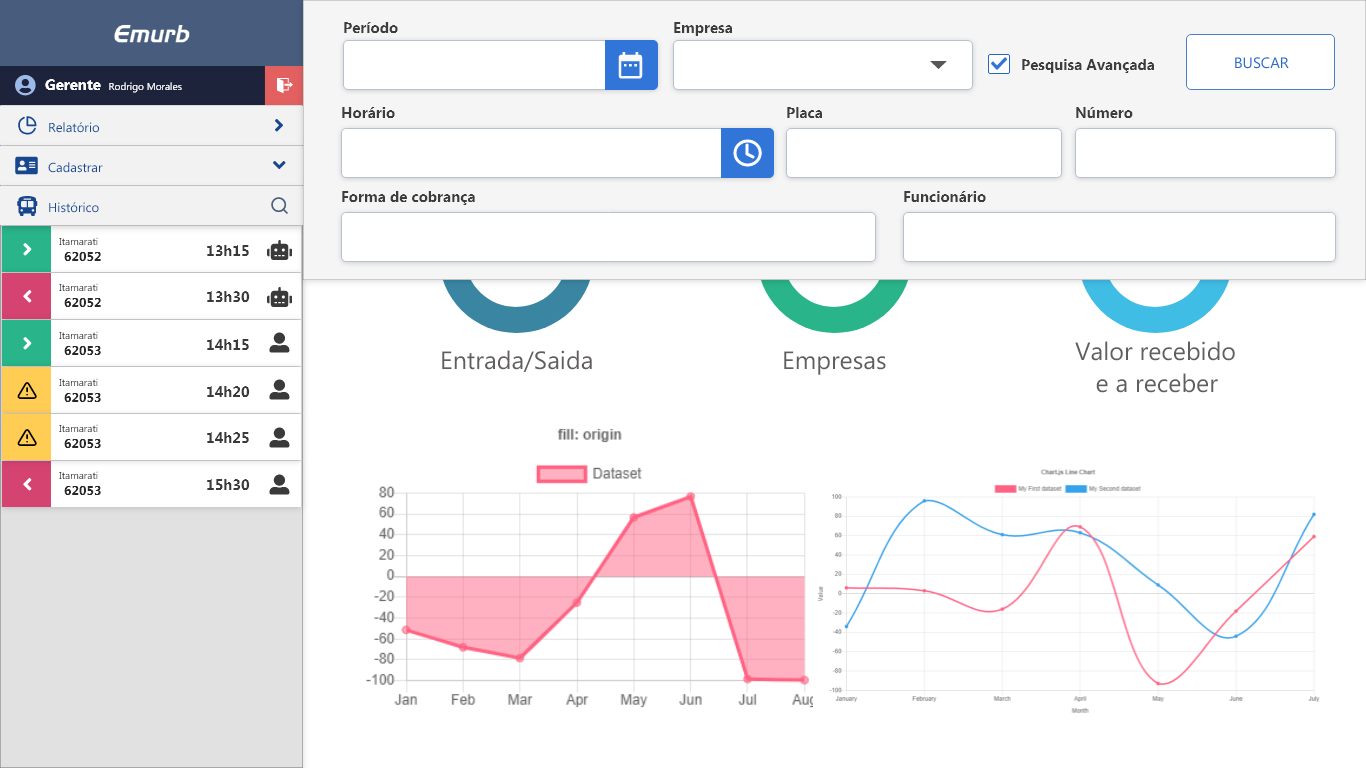 Emurb
Gerente Rodrigo Morales
Relatório
Cadastrar
Histórico
Itamarati
62052
13h15
Itamarati
62052
13h30
Itamarati
62053
14h15
Itamarati
62053
14h20
Itamarati
62053
14h25
Itamarati
62053
15h30
Período
Empresa
Pesquisa Avançada
BUSCAR
Horário
Placa
Número
Forma de cobrança
Funcionário
Entrada/Saida
Empresas
Valor recebido
e a receber
fill: origin
Dataset
80
60
40
20
0
-20
-40
-60
-80
-100
Jan Feb Mar Apr May Jun Jul Aug
Chart.js Line Chart
My First dataset My Second dataset
100
80
60
40
20
0
-20
-40
-60
-80
-100
Value
January February March April May June July
Month